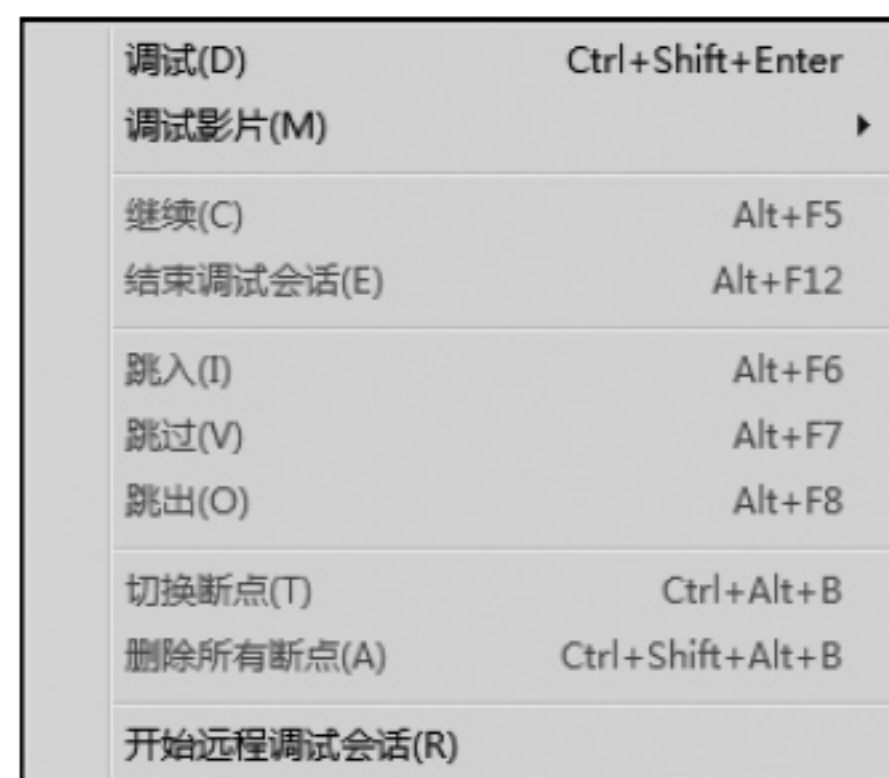 调试(D) Ctrl+Shift+Enter
调试影片(M)
继续(C) Alt+F5
结束调试会话(E) Alt+F12
跳入(I) Alt+F6
跳过(V) Alt+F7
跳出(O) Alt+F8
切换断点(T) Ctrl+Alt+B
删除所有断点(A) Ctrl+Shift+Alt+B
开始远程调试会话(R)